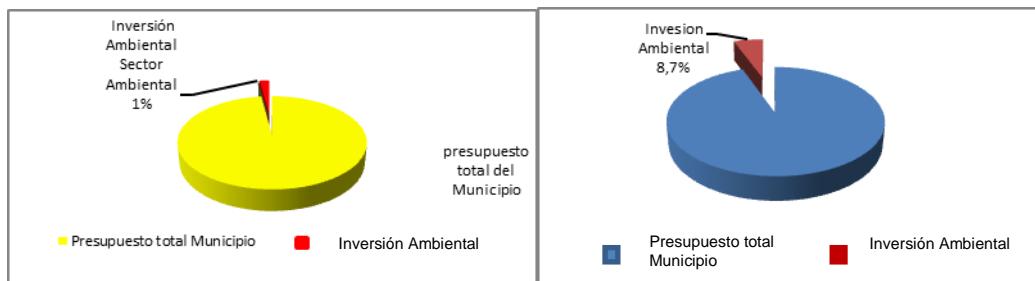 Inversión
Ambiental
Sector
Ambiental
1%
presupuesto
total del
Municipio
Presupuesto total Municipio
Inversión Ambiental
Invesion
Ambiental
8,7%
Presupuesto total
Municipio
Inversión Ambiental